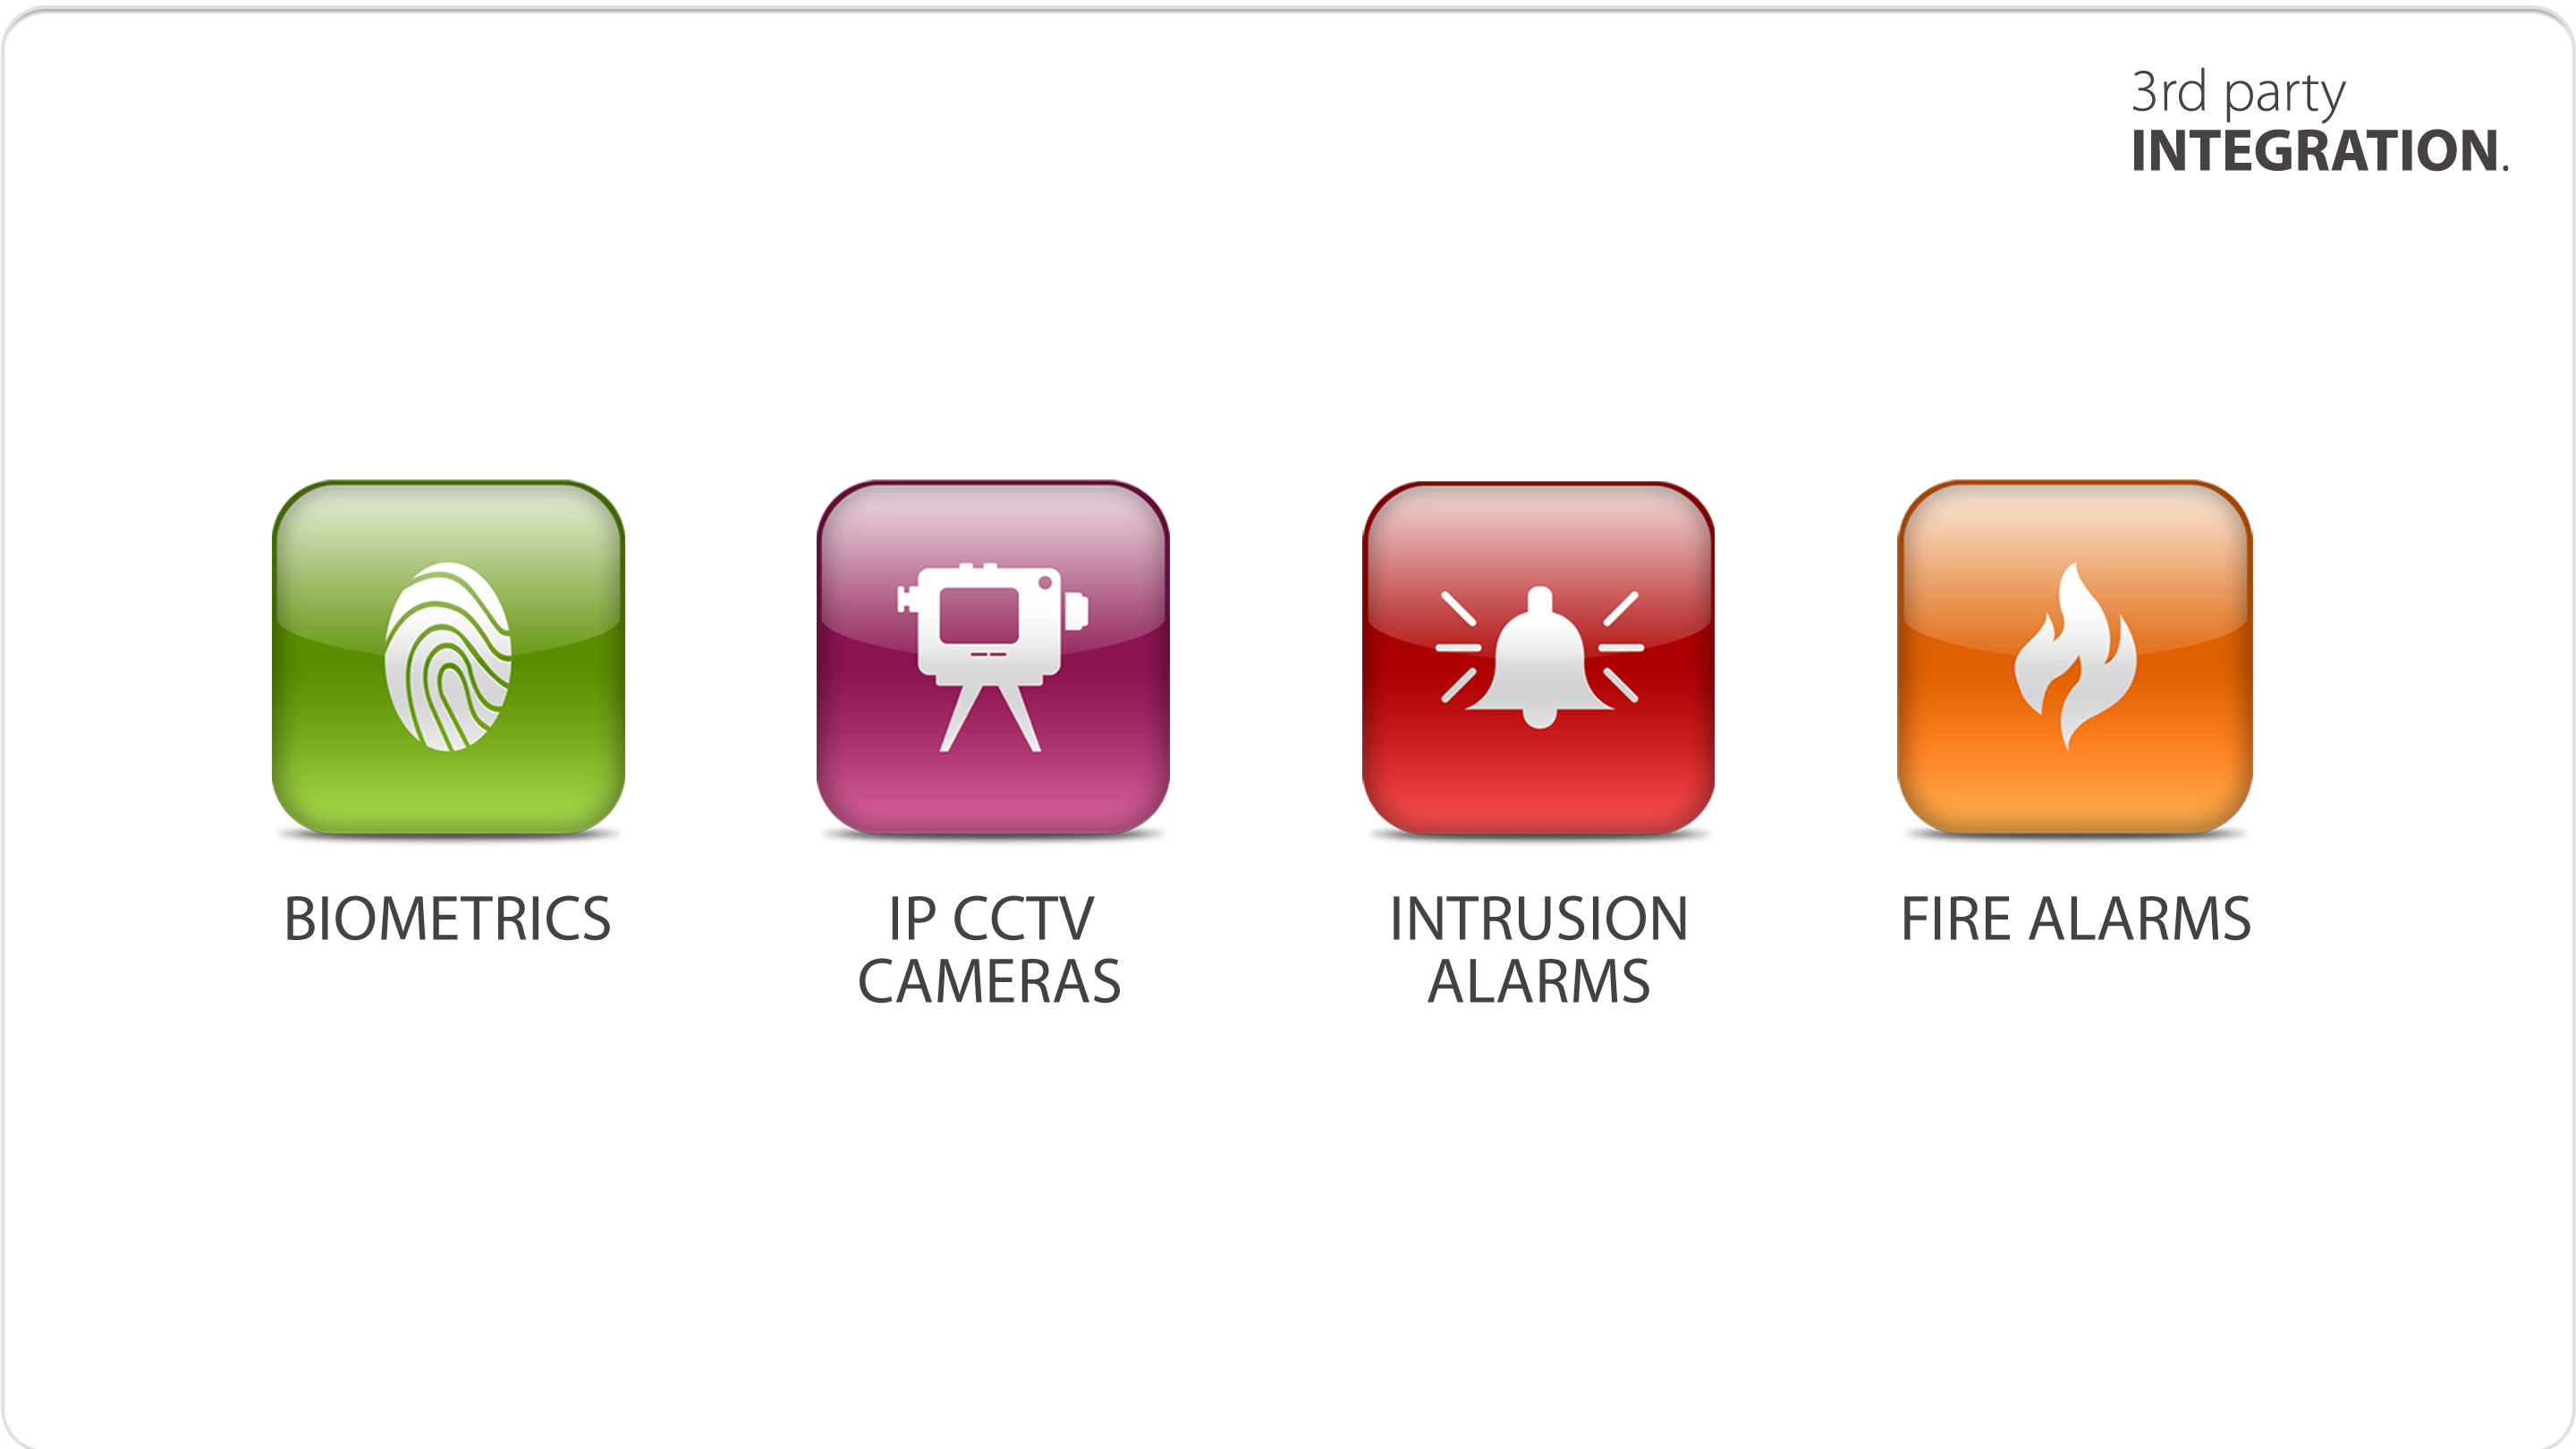 3rd party
INTEGRATION.
BIOMETRICS
IP CCTV
CAMERAS
INTRUSION
ALARMS
FIRE ALARMS